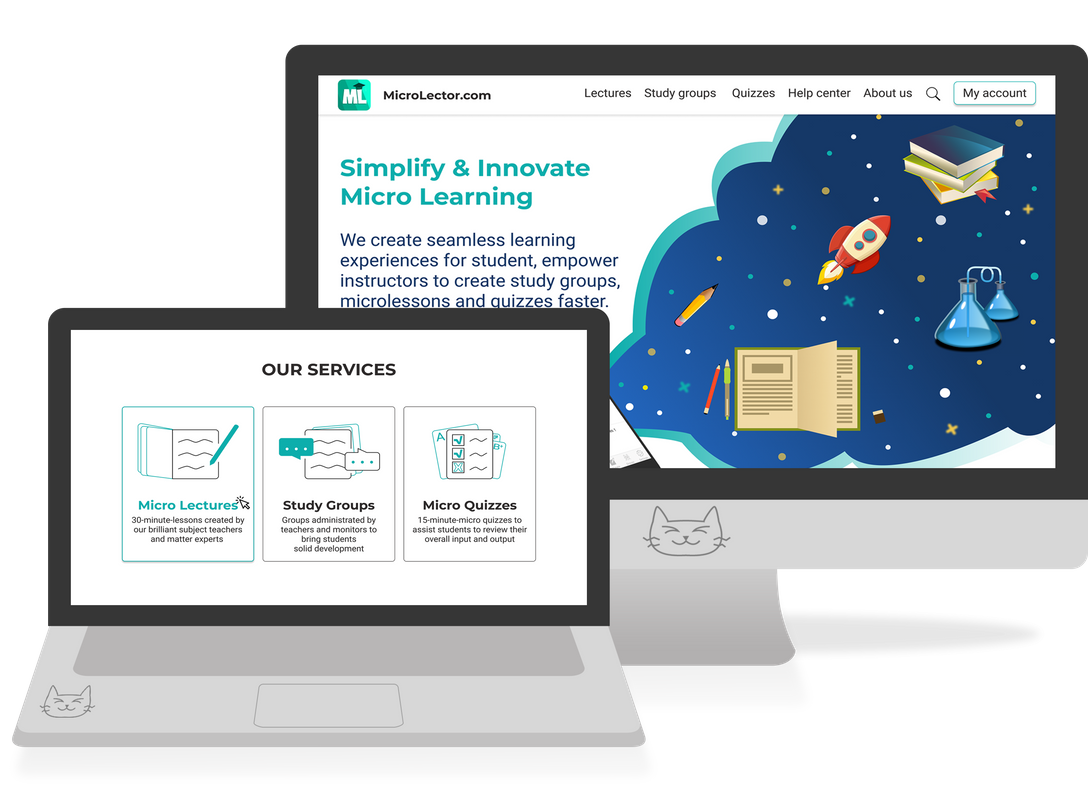 ML
MicroLector.com
Lectures
Study groups
Quizzes
Help center
About us
My account
Simplify & Innovate
Micro Learning
We create seamless learning
experiences for student, empower
instructors to create study groups,
microlessons and quizzes faster.
OUR SERVICES
Micro Lectures
30-minute-lessons created by
our brilliant subject teachers
and matter experts
Study Groups
Groups administrated by
teachers and monitors to
bring students
solid development
A
B+
Micro Quizzes
15-minute-micro quizzes to
assist students to review their
overall input and output